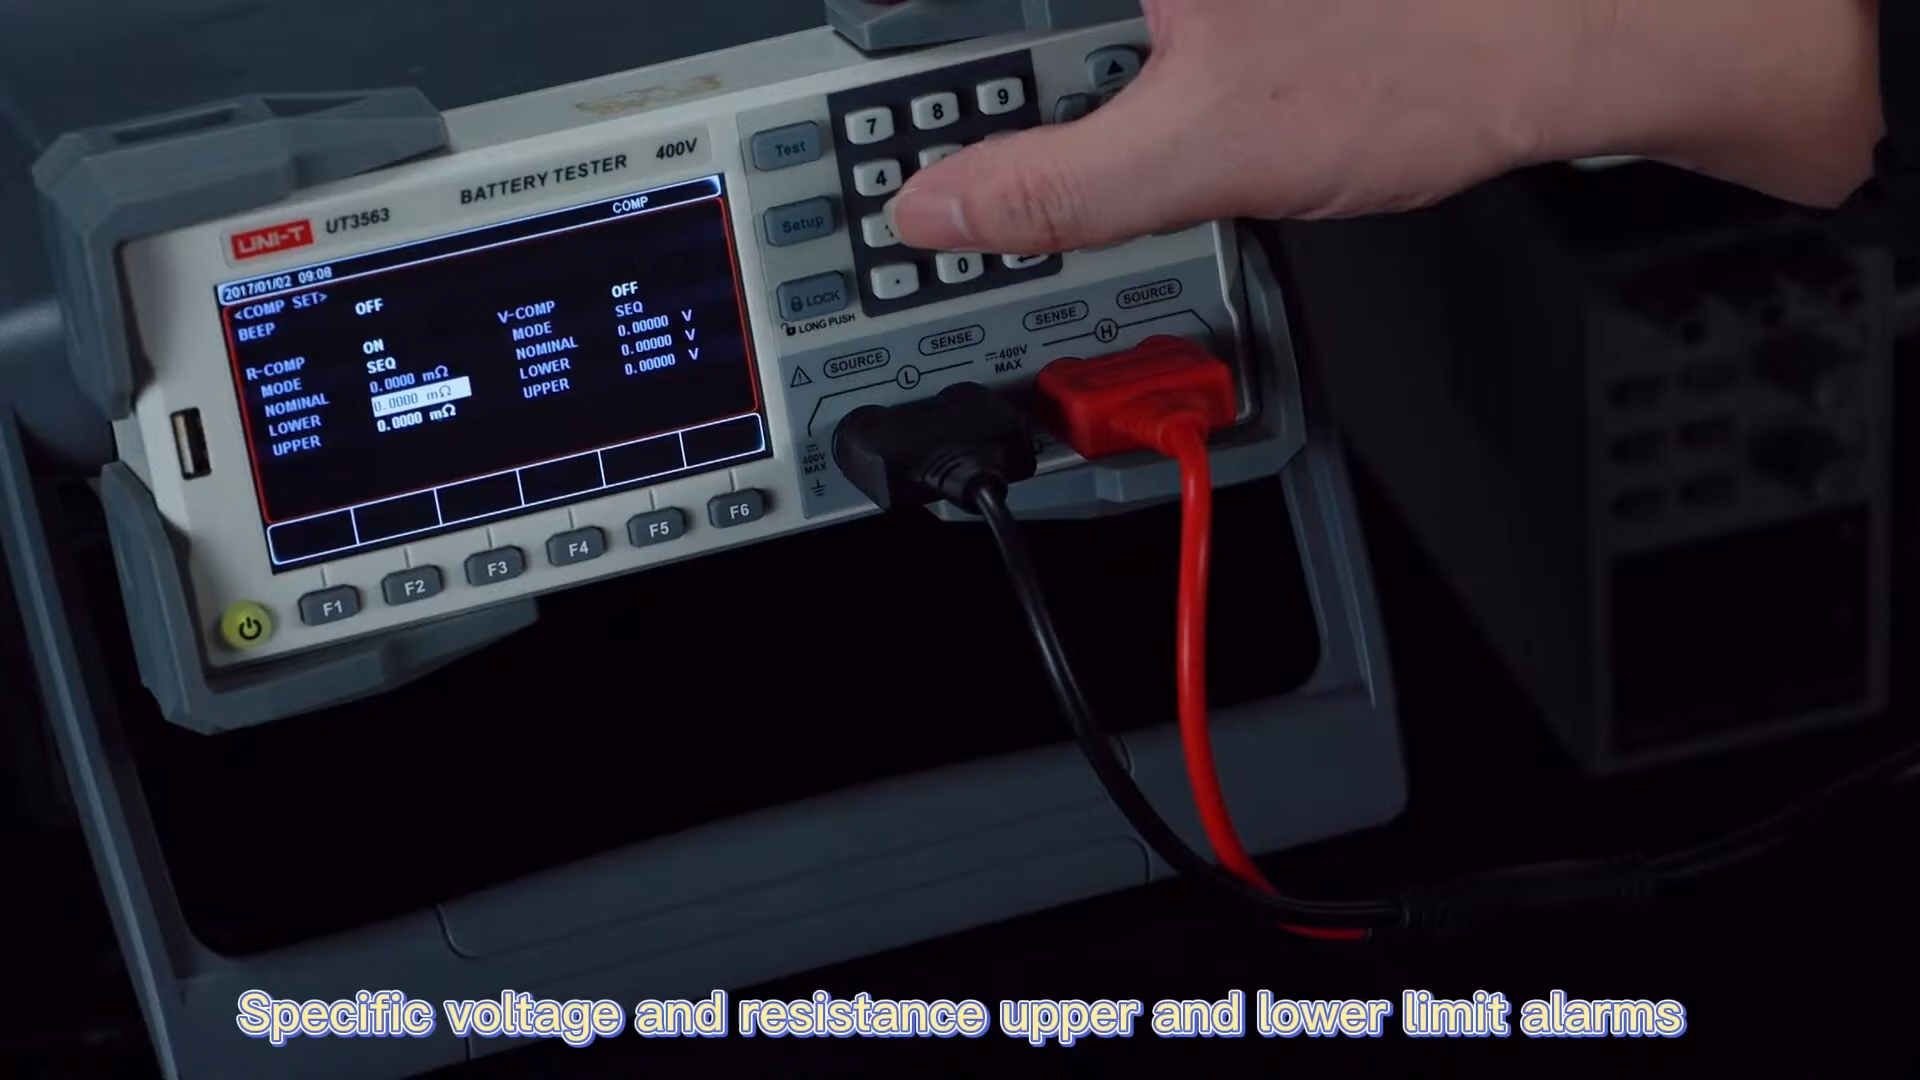 UNI-T UT3563 BATTERY TESTER 400V
2017/01/02 09:08 COMP
<COMP SET>
BEEP OFF
R-COMP ON
MODE SEQ
NOMINAL 0.0000 mΩ
LOWER 0.0000 mΩ
UPPER 0.0000 mΩ
V-COMP OFF
MODE SEQ
NOMINAL 0.00000 V
LOWER 0.00000 V
UPPER 0.00000 V
F1 F2 F3 F4 F5 F6
Test
Setup
LOCK
LONG PUSH
7 8 9
4
. 0
SOURCE SENSE SENSE SOURCE
L H
400V MAX
400V MAX
Specific voltage and resistance upper and lower limit alarms